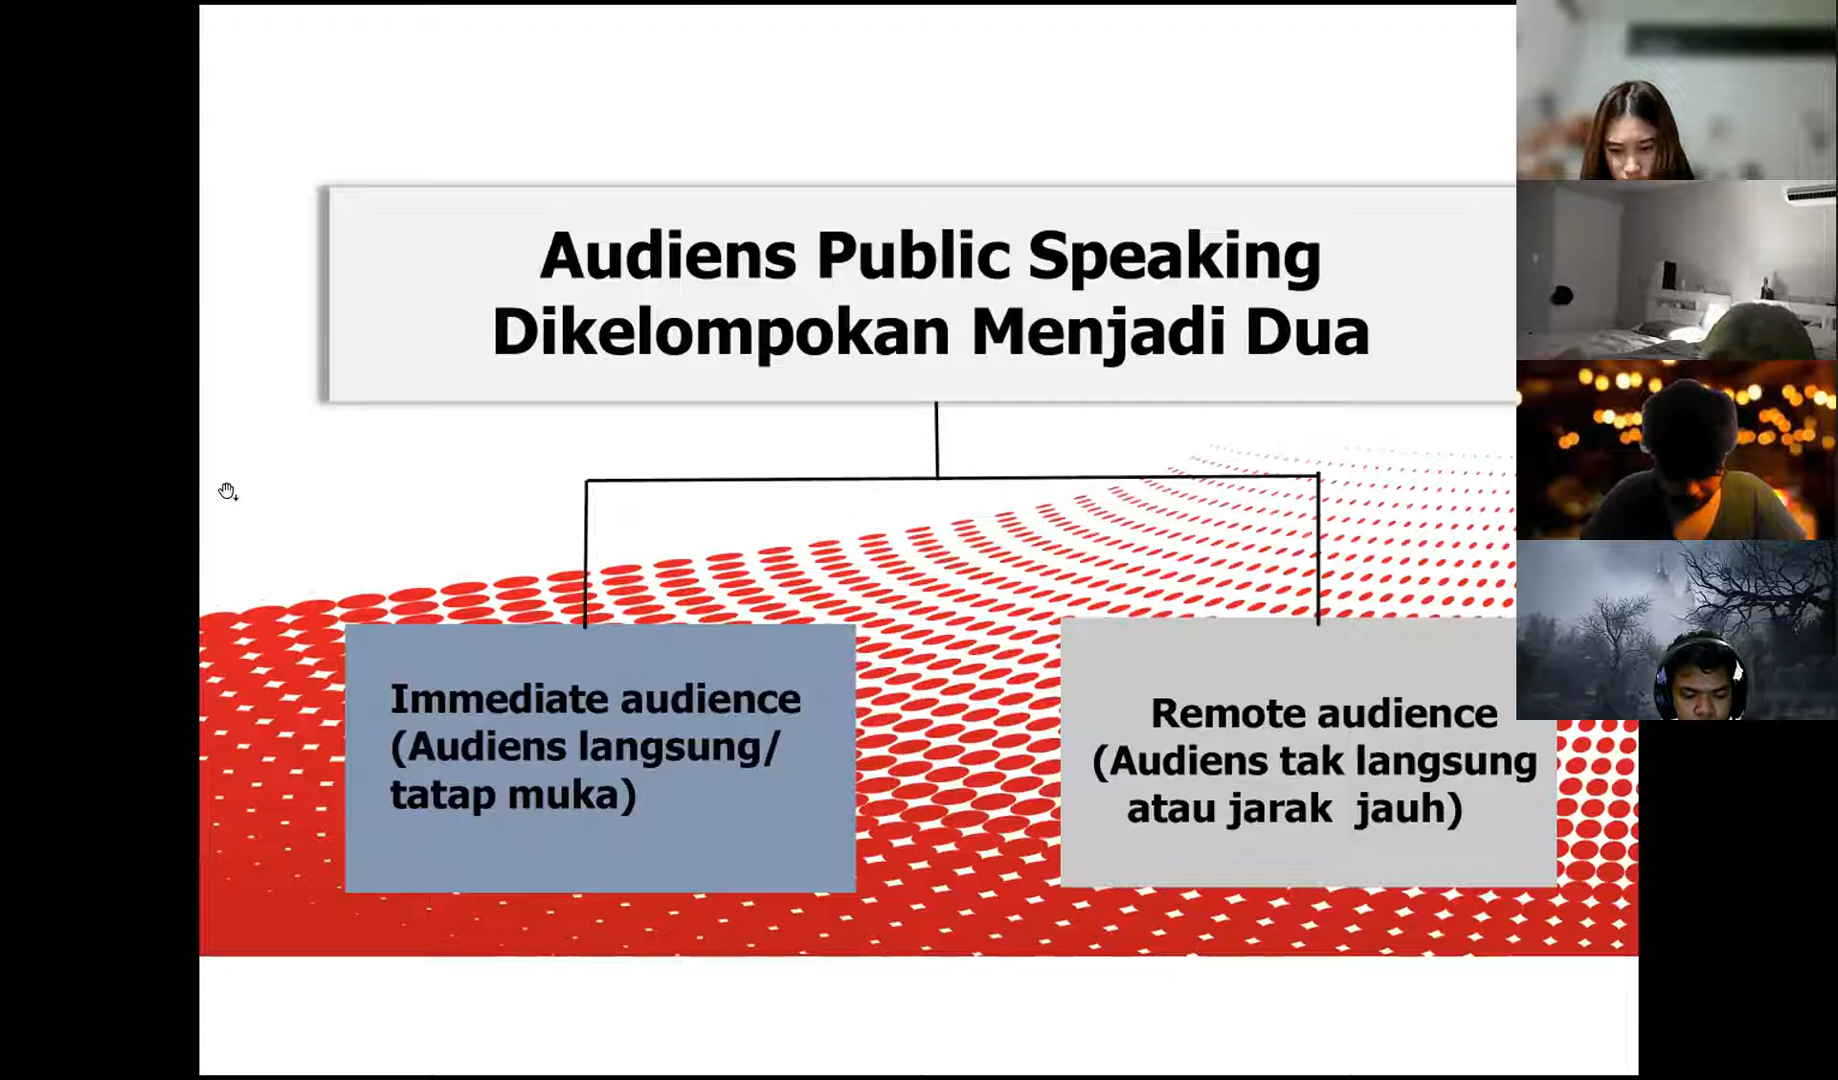 Audiens Public Speaking
Dikelompokan Menjadi Dua
Immediate audience
(Audiens langsung/
tatap muka)
Remote audience
(Audiens tak langsung
atau jarak  jauh)